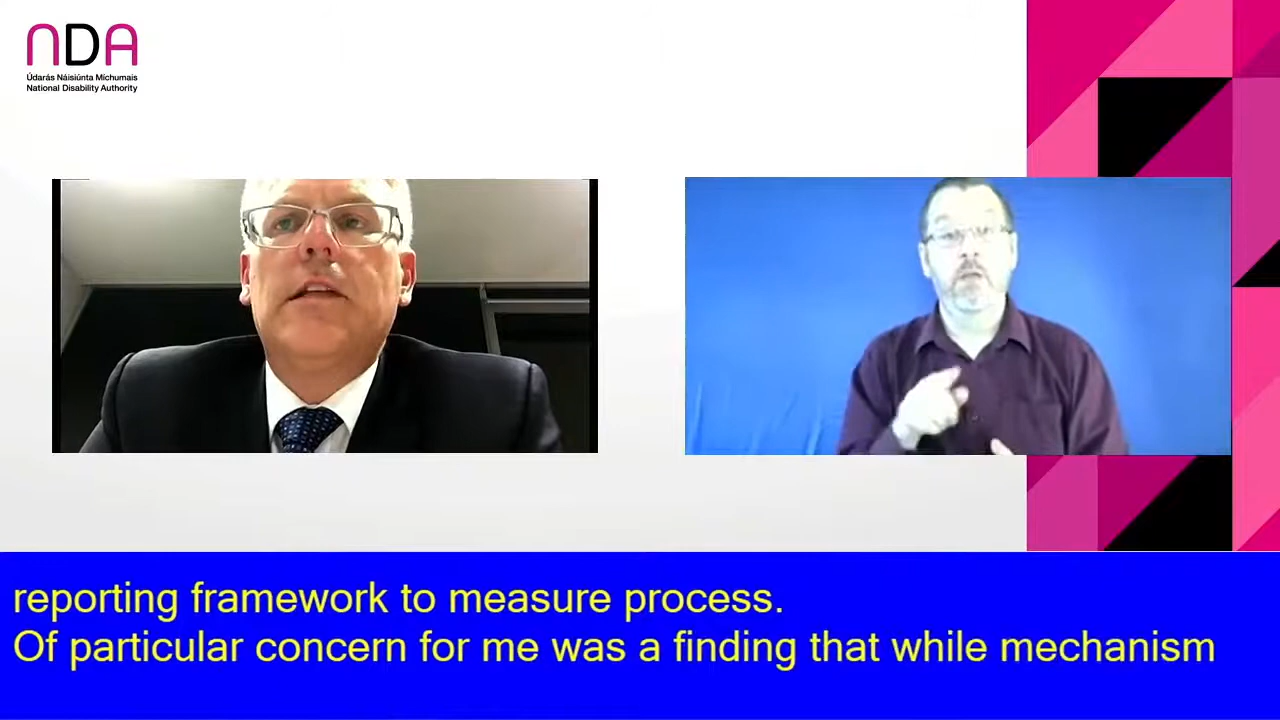 NDA
Údarás Náisiúnta Míchumais
National Disability Authority
reporting framework to measure process.
Of particular concern for me was a finding that while mechanism